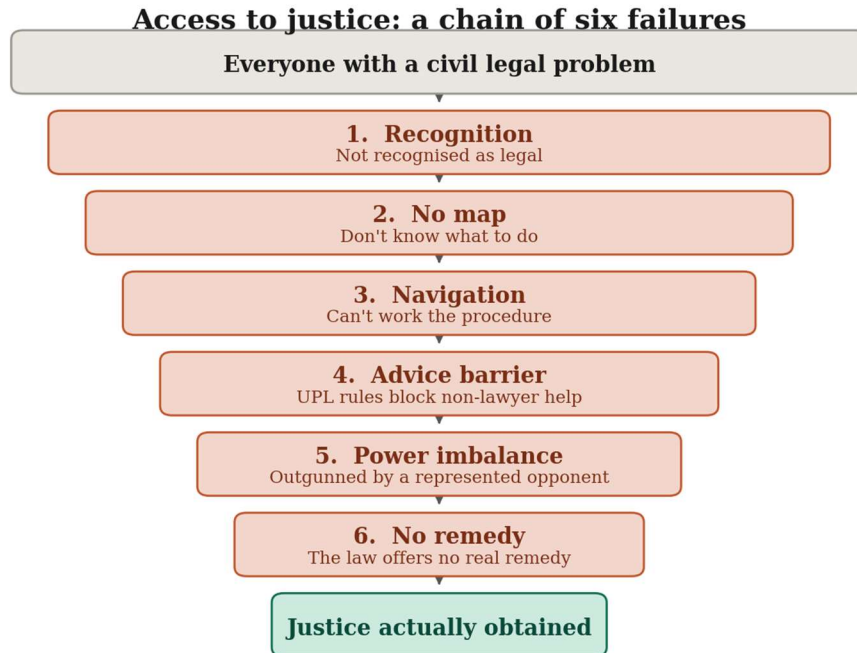 Access to justice: a chain of six failures
Everyone with a civil legal problem
1. Recognition
Not recognised as legal
2. No map
Don't know what to do
3. Navigation
Can't work the procedure
4. Advice barrier
UPL rules block non-lawyer help
5. Power imbalance
Outgunned by a represented opponent
6. No remedy
The law offers no real remedy
Justice actually obtained